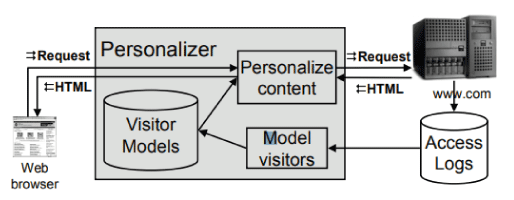 Personalizer
⇉Request
⇇HTML
Personalize
content
⇉Request
⇇HTML
www.com
Visitor
Models
Model
visitors
Access
Logs
Web
browser